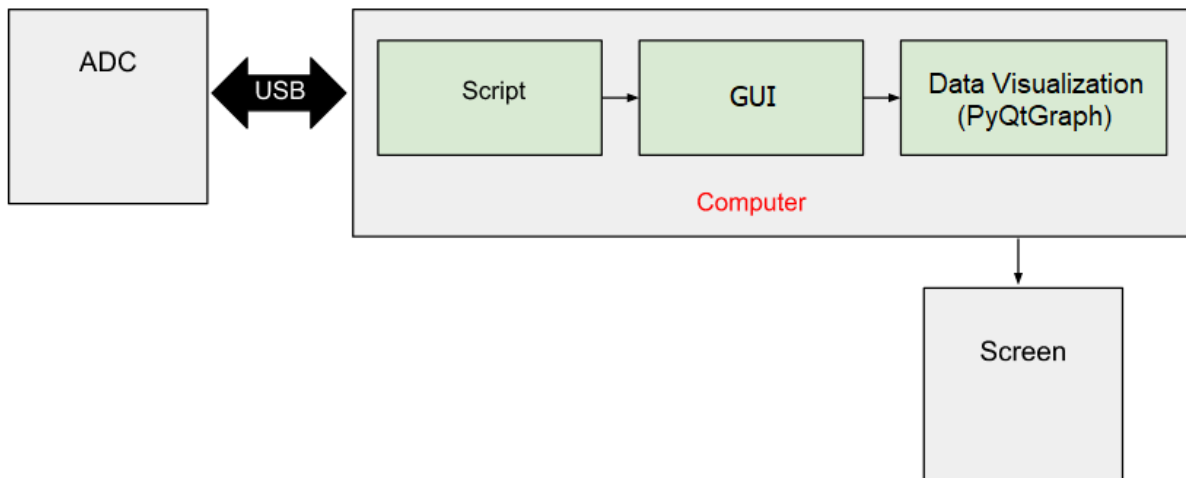 ADC
USB
Script
GUI
Data Visualization
(PyQtGraph)
Computer
Screen